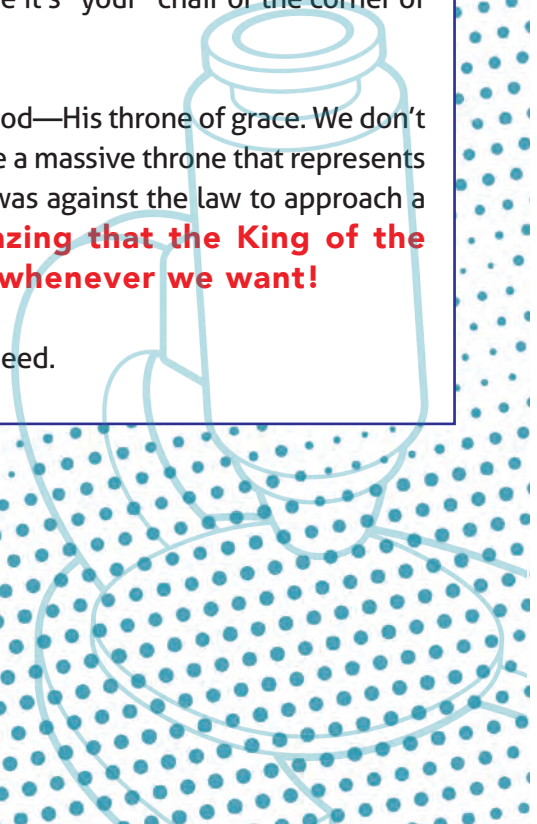 it's "your" chair or the corner of
od—His throne of grace. We don't
e a massive throne that represents
was against the law to approach a
azing that the King of the
whenever we want!
eed.